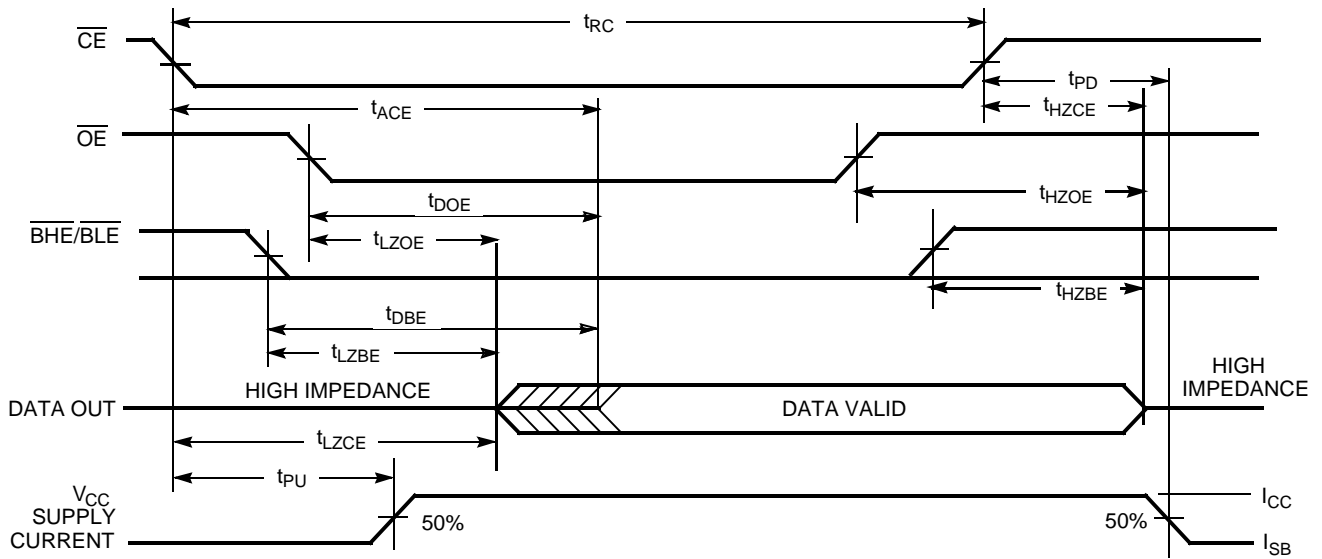 tRC
CE
tPD
tACE
tHZCE
OE
tDOE
tHZOE
BHE/BLE
tLZOE
tHZBE
tDBE
tLZBE
HIGH IMPEDANCE
HIGH
IMPEDANCE
DATA OUT
DATA VALID
tLZCE
tPU
VCC
SUPPLY
CURRENT
50%
50%
ICC
ISB